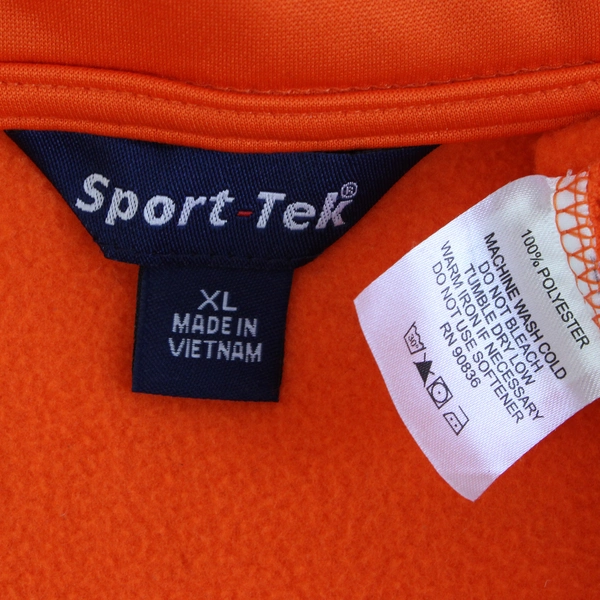 Sport-Tek®
XL
MADE IN
VIETNAM
100% POLYESTER
MACHINE WASH COLD
DO NOT BLEACH
TUMBLE DRY LOW
WARM IRON IF NECESSARY
DO NOT USE SOFTENER
RN 90836
30°